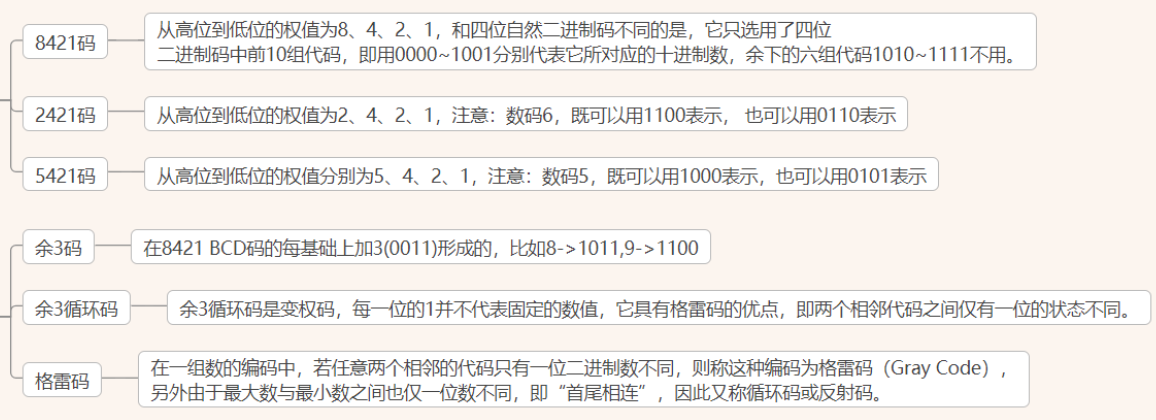 8421码
从高位到低位的权值为8、4、2、1，和四位自然二进制码不同的是，它只选用了四位
二进制码中前10组代码，即用0000~1001分别代表它所对应的十进制数，余下的六组代码1010~1111不用。
2421码
从高位到低位的权值为2、4、2、1，注意：数码6，既可以用1100表示， 也可以用0110表示
5421码
从高位到低位的权值分别为5、4、2、1，注意：数码5，既可以用1000表示，也可以用0101表示
余3码
在8421 BCD码的每基础上加3(0011)形成的，比如8->1011,9->1100
余3循环码
余3循环码是变权码，每一位的1并不代表固定的数值，它具有格雷码的优点，即两个相邻代码之间仅有一位的状态不同。
格雷码
在一组数的编码中，若任意两个相邻的代码只有一位二进制数不同，则称这种编码为格雷码（Gray Code），
另外由于最大数与最小数之间也仅一位数不同，即“首尾相连”，因此又称循环码或反射码。